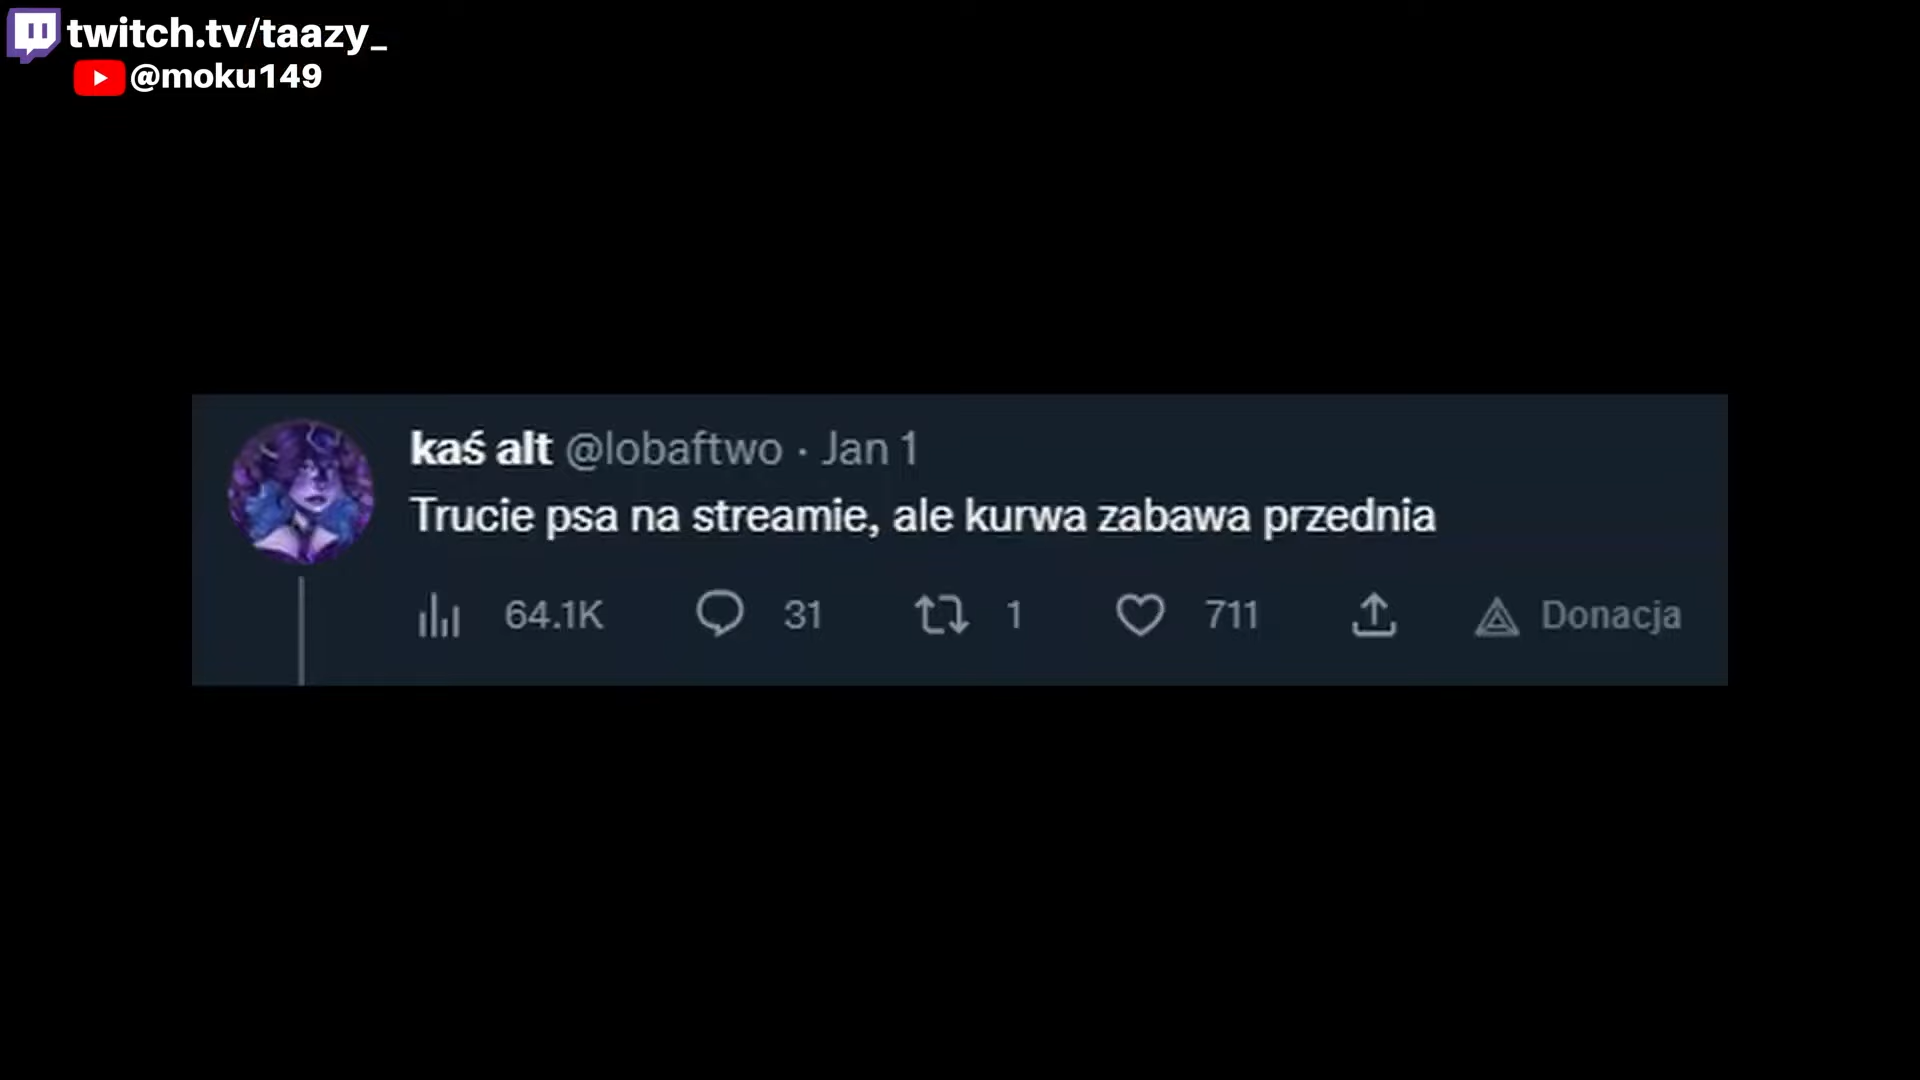 twitch.tv/taazy_
@moku149
kaś alt @lobaftwo · Jan 1
Trucie psa na streamie, ale kurwa zabawa przednia
64.1K 31 1 711 Donacja